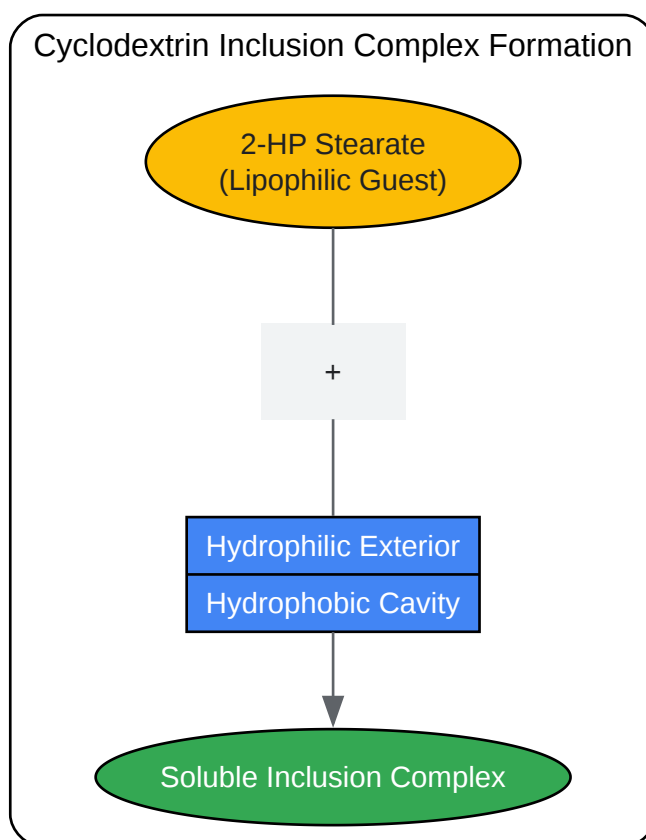 Cyclodextrin Inclusion Complex Formation
2-HP Stearate
(Lipophilic Guest)
+
Hydrophilic Exterior
Hydrophobic Cavity
Soluble Inclusion Complex